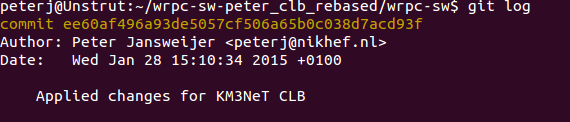 peterj@Unstrut:~/wrpc-sw-peter_clb_rebased/wrpc-sw$ git log
commit ee60af496a93de5057cf506a65b0c038d7acd93f
Author: Peter Jansweijer <peterj@nikhef.nl>
Date:   Wed Jan 28 15:10:34 2015 +0100
    Applied changes for KM3NeT CLB